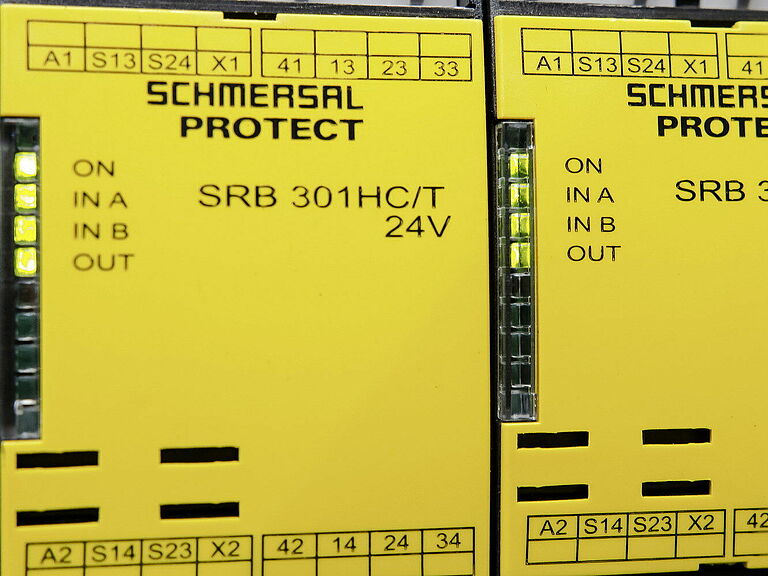 A1 S13 S24 X1 41 13 23 33
SCHMERSAL
PROTECT
ON
IN A
IN B
OUT
SRB 301HC/T
24V
A2 S14 S23 X2 42 14 24 34
A1 S13 S24 X1 41
SCHMERS
PROTE
ON
IN A
IN B
OUT
SRB 3
A2 S14 S23 X2 42